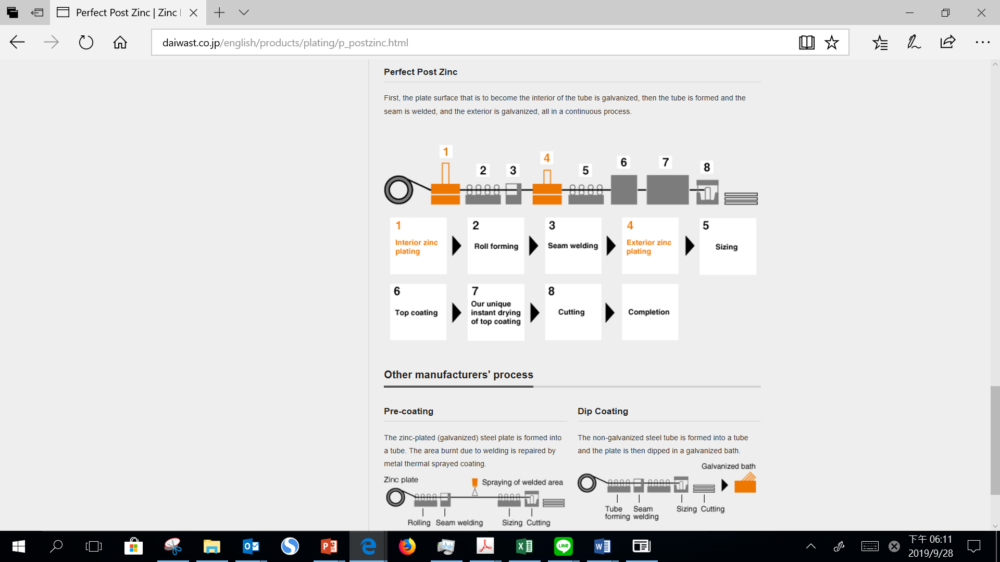 Perfect Post Zinc | Zinc
daiwast.co.jp/english/products/plating/p_postzinc.html
Perfect Post Zinc
First, the plate surface that is to become the interior of the tube is galvanized, then the tube is formed and the
seam is welded, and the exterior is galvanized, all in a continuous process.
1
2
3
4
5
6
7
8
1
Interior zinc
plating
2
Roll forming
3
Seam welding
4
Exterior zinc
plating
5
Sizing
6
Top coating
7
Our unique
instant drying
of top coating
8
Cutting
Completion
Other manufacturers' process
Pre-coating
The zinc-plated (galvanized) steel plate is formed into
a tube. The area burnt due to welding is repaired by
metal thermal sprayed coating.
Zinc plate
Spraying of welded area
Rolling
Seam welding
Sizing
Cutting
Dip Coating
The non-galvanized steel tube is formed into a tube
and the plate is then dipped in a galvanized bath.
Galvanized bath
Tube
forming
Seam
welding
Sizing
Cutting
LINE
下午 06:11
2019/9/28